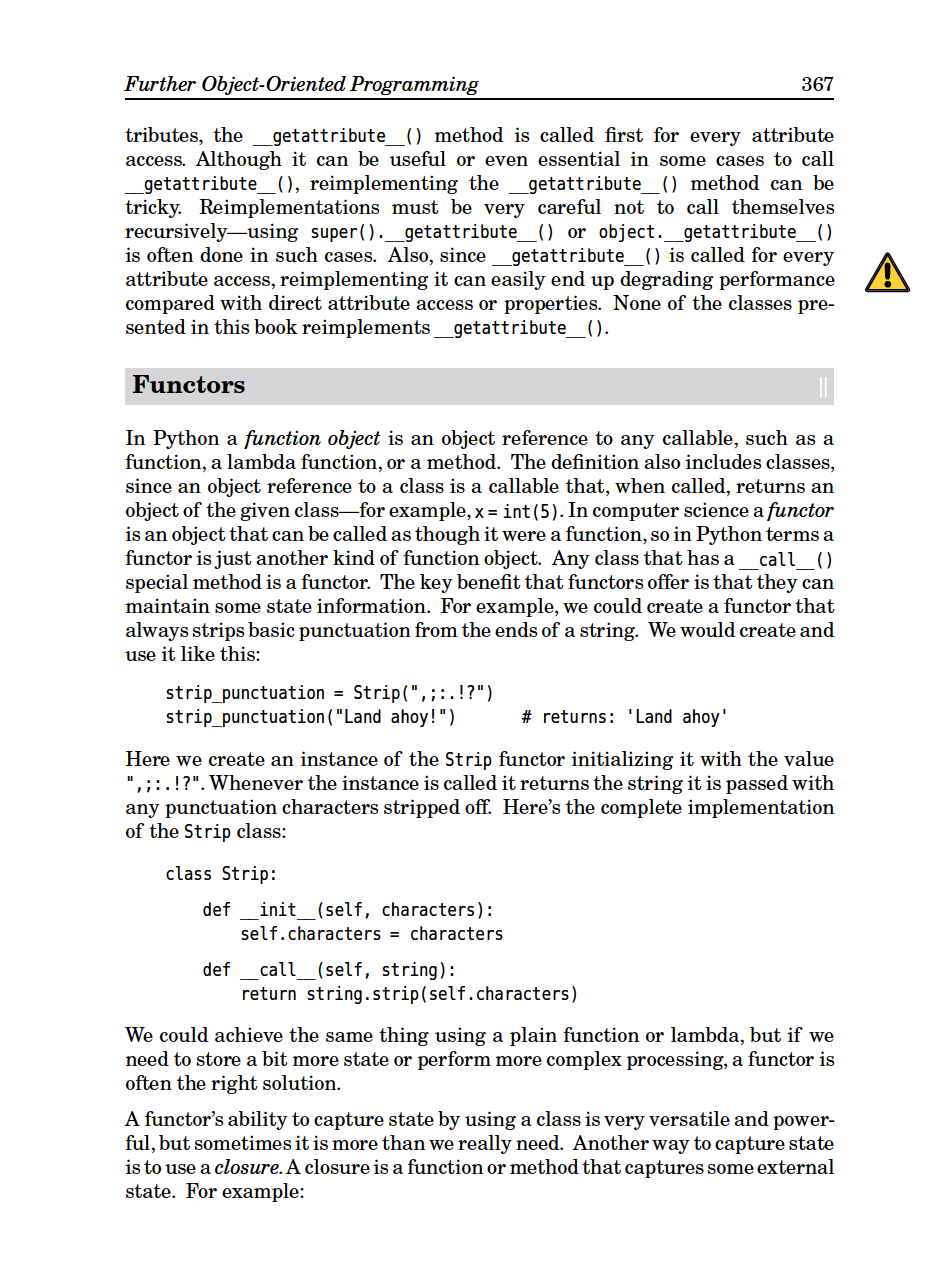 Further Object-Oriented Programming 367
tributes, the __getattribute__() method is called first for every attribute
access. Although it can be useful or even essential in some cases to call
__getattribute__(), reimplementing the __getattribute__() method can be
tricky. Reimplementations must be very careful not to call themselves
recursively—using super().__getattribute__() or object.__getattribute__()
is often done in such cases. Also, since __getattribute__() is called for every
attribute access, reimplementing it can easily end up degrading performance
compared with direct attribute access or properties. None of the classes pre-
sented in this book reimplements __getattribute__().
Functors
In Python a function object is an object reference to any callable, such as a
function, a lambda function, or a method. The definition also includes classes,
since an object reference to a class is a callable that, when called, returns an
object of the given class—for example, x = int(5). In computer science a functor
is an object that can be called as though it were a function, so in Python terms a
functor is just another kind of function object. Any class that has a __call__()
special method is a functor. The key benefit that functors offer is that they can
maintain some state information. For example, we could create a functor that
always strips basic punctuation from the ends of a string. We would create and
use it like this:
strip_punctuation = Strip(",;:.!?")
strip_punctuation("Land ahoy!") # returns: 'Land ahoy'
Here we create an instance of the Strip functor initializing it with the value
",;:.!?". Whenever the instance is called it returns the string it is passed with
any punctuation characters stripped off. Here's the complete implementation
of the Strip class:
class Strip:
def __init__(self, characters):
self.characters = characters
def __call__(self, string):
return string.strip(self.characters)
We could achieve the same thing using a plain function or lambda, but if we
need to store a bit more state or perform more complex processing, a functor is
often the right solution.
A functor's ability to capture state by using a class is very versatile and power-
ful, but sometimes it is more than we really need. Another way to capture state
is to use a closure. A closure is a function or method that captures some external
state. For example: